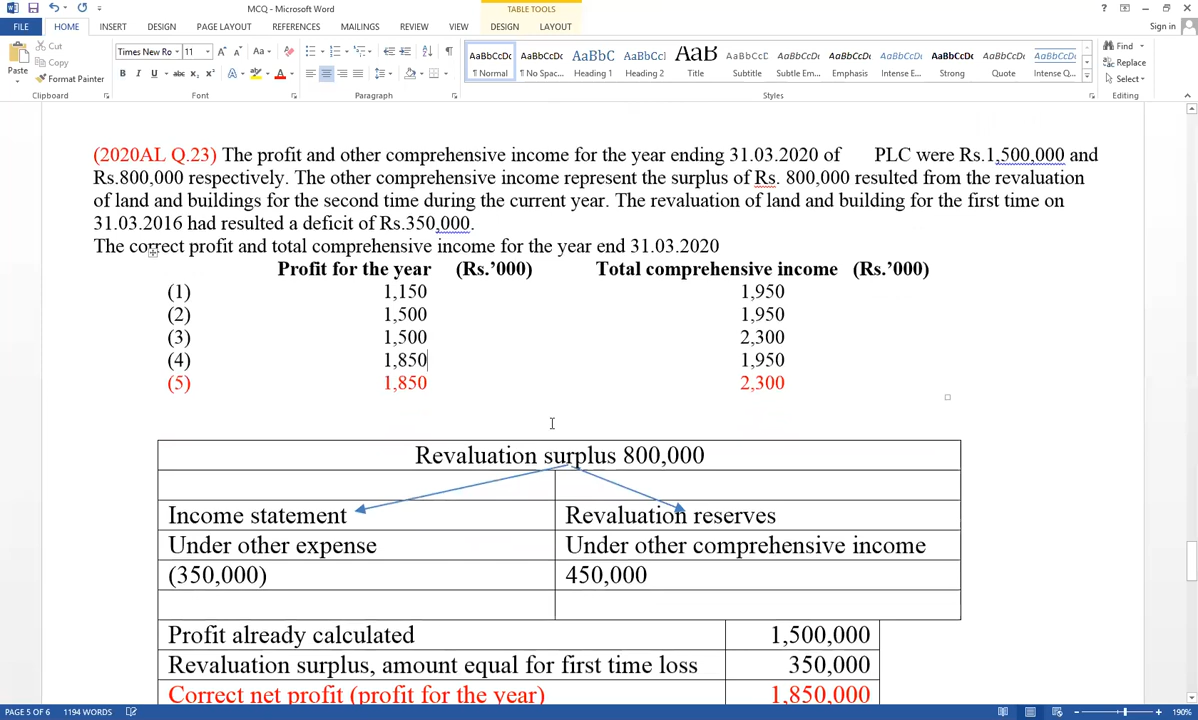 MCQ - Microsoft Word
TABLE TOOLS
FILE HOME INSERT DESIGN PAGE LAYOUT REFERENCES MAILINGS REVIEW VIEW DESIGN LAYOUT Sign in
Cut
Copy
Format Painter
Paste
Times New Ro 11
AaBbCcDc AaBbCcDc AaBbC AaBbCcI AaB AaBbCcD AaBbCcDc AaBbCcDc AaBbCcDc AaBbCcDc AaBbCcDc AaBbCcDc
¶ Normal ¶ No Spac... Heading 1 Heading 2 Title Subtitle Subtle Em... Emphasis Intense E... Strong Quote Intense Q...
Find
Replace
Select
Clipboard Font Paragraph Styles Editing
(2020AL Q.23) The profit and other comprehensive income for the year ending 31.03.2020 of PLC were Rs.1,500,000 and
Rs.800,000 respectively. The other comprehensive income represent the surplus of Rs. 800,000 resulted from the revaluation
of land and buildings for the second time during the current year. The revaluation of land and building for the first time on
31.03.2016 had resulted a deficit of Rs.350,000.
The correct profit and total comprehensive income for the year end 31.03.2020
Profit for the year (Rs.'000) Total comprehensive income (Rs.'000)
(1) 1,150 1,950
(2) 1,500 1,950
(3) 1,500 2,300
(4) 1,850 1,950
(5) 1,850 2,300
Revaluation surplus 800,000
Income statement Revaluation reserves
Under other expense Under other comprehensive income
(350,000) 450,000
Profit already calculated 1,500,000
Revaluation surplus, amount equal for first time loss 350,000
Correct net profit (profit for the year) 1,850,000
PAGE 5 OF 6 1194 WORDS 190%